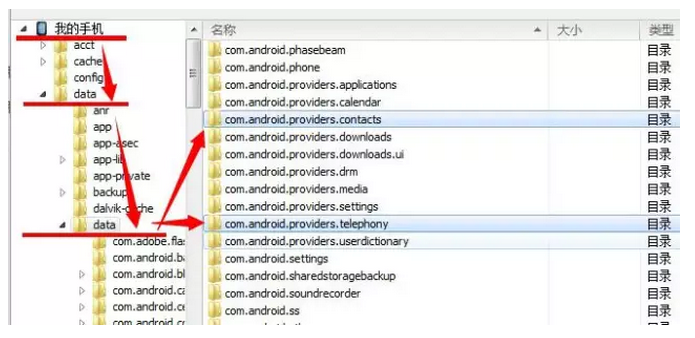 我的手机
acct
cache
config
data
anr
app
app-asec
app-lib
app-private
backup
dalvik-cache
data
com.adobe.flas
com.android.ba
com.android.bl
com.android.ca
com.android.ce
名称 大小 类型
com.android.phasebeam 目录
com.android.phone 目录
com.android.providers.applications 目录
com.android.providers.calendar 目录
com.android.providers.contacts 目录
com.android.providers.downloads 目录
com.android.providers.downloads.ui 目录
com.android.providers.drm 目录
com.android.providers.media 目录
com.android.providers.settings 目录
com.android.providers.telephony 目录
com.android.providers.userdictionary 目录
com.android.settings 目录
com.android.sharedstoragebackup 目录
com.android.soundrecorder 目录
com.android.ss 目录